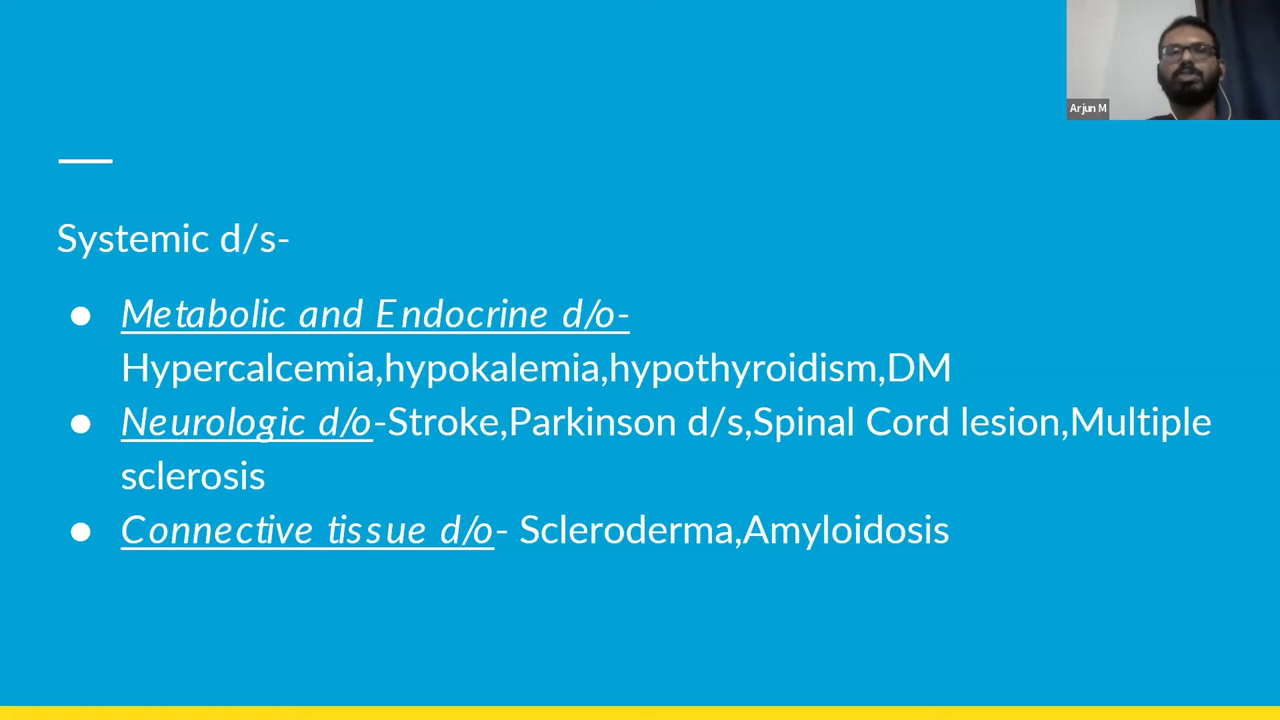 Arjun M
Systemic d/s-
● Metabolic and Endocrine d/o-
Hypercalcemia,hypokalemia,hypothyroidism,DM
● Neurologic d/o-Stroke,Parkinson d/s,Spinal Cord lesion,Multiple
sclerosis
● Connective tissue d/o- Scleroderma,Amyloidosis